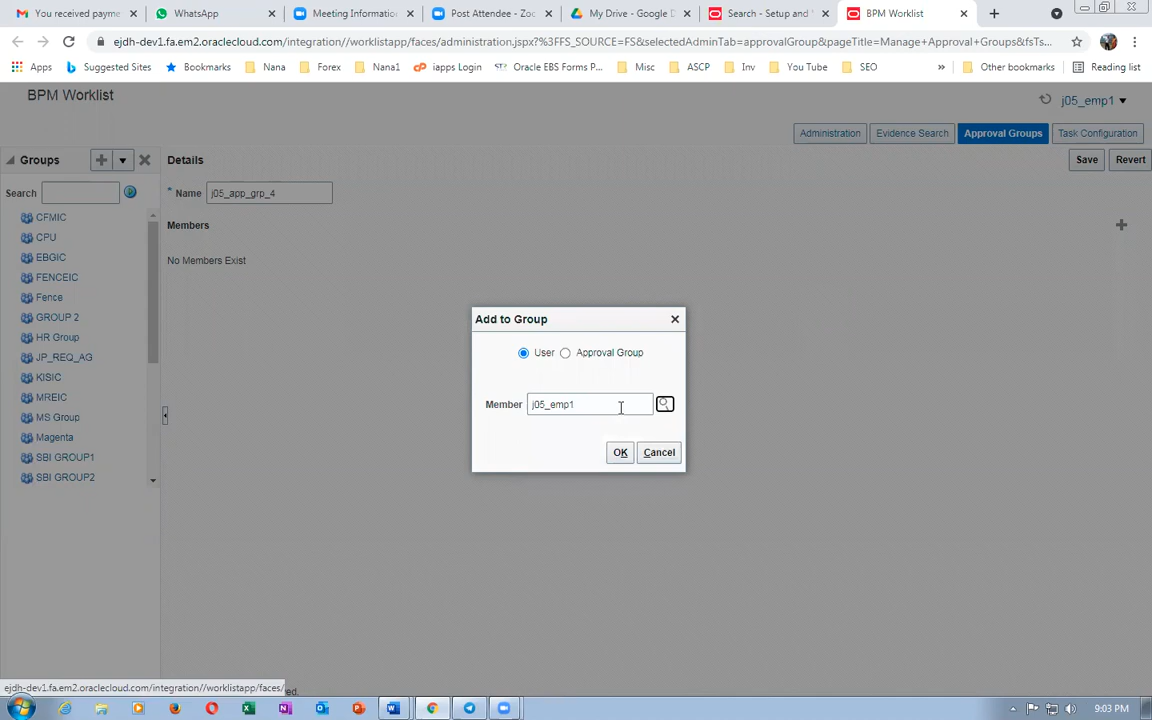 You received payme
WhatsApp
Meeting Informatio
Post Attendee - Zoo
My Drive - Google D
Search - Setup and
BPM Worklist
ejdh-dev1.fa.em2.oraclecloud.com/integration//worklistapp/faces/administration.jspx?%3FFS_SOURCE=FS&selectedAdminTab=approvalGroup&pageTitle=Manage+Approval+Groups&fsTs...
Apps
Suggested Sites
Bookmarks
Nana
Forex
Nana1
iapps Login
Oracle EBS Forms P...
Misc
ASCP
Inv
You Tube
SEO
»
Other bookmarks
Reading list
BPM Worklist
j05_emp1
Administration
Evidence Search
Approval Groups
Task Configuration
Groups
Details
Save
Revert
Search
* Name j05_app_grp_4
CFMIC
Members
CPU
EBGIC
No Members Exist
FENCEIC
Fence
GROUP 2
HR Group
JP_REQ_AG
KISIC
MREIC
MS Group
Magenta
SBI GROUP1
SBI GROUP2
Add to Group
User
Approval Group
Member j05_emp1
OK
Cancel
ejdh-dev1.fa.em2.oraclecloud.com/integration//worklistapp/faces/
9:03 PM